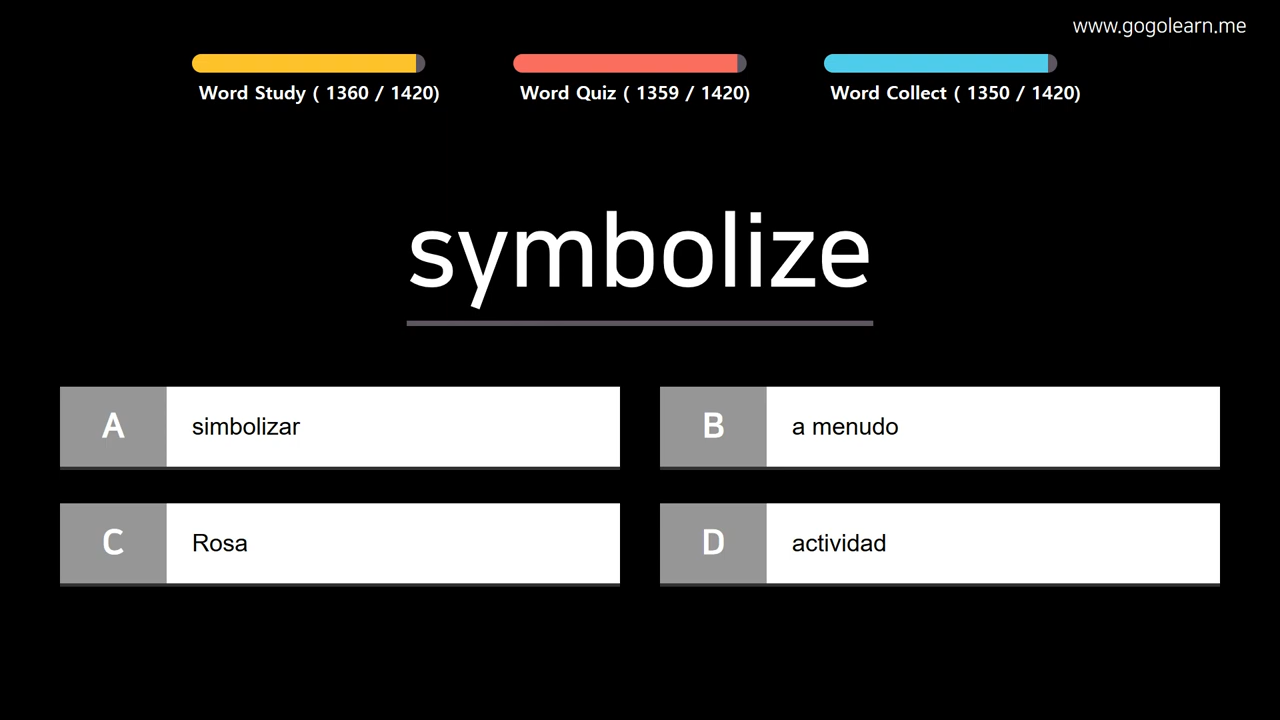 www.gogolearn.me
Word Study ( 1360 / 1420)
Word Quiz ( 1359 / 1420)
Word Collect ( 1350 / 1420)
symbolize
A simbolizar
B a menudo
C Rosa
D actividad